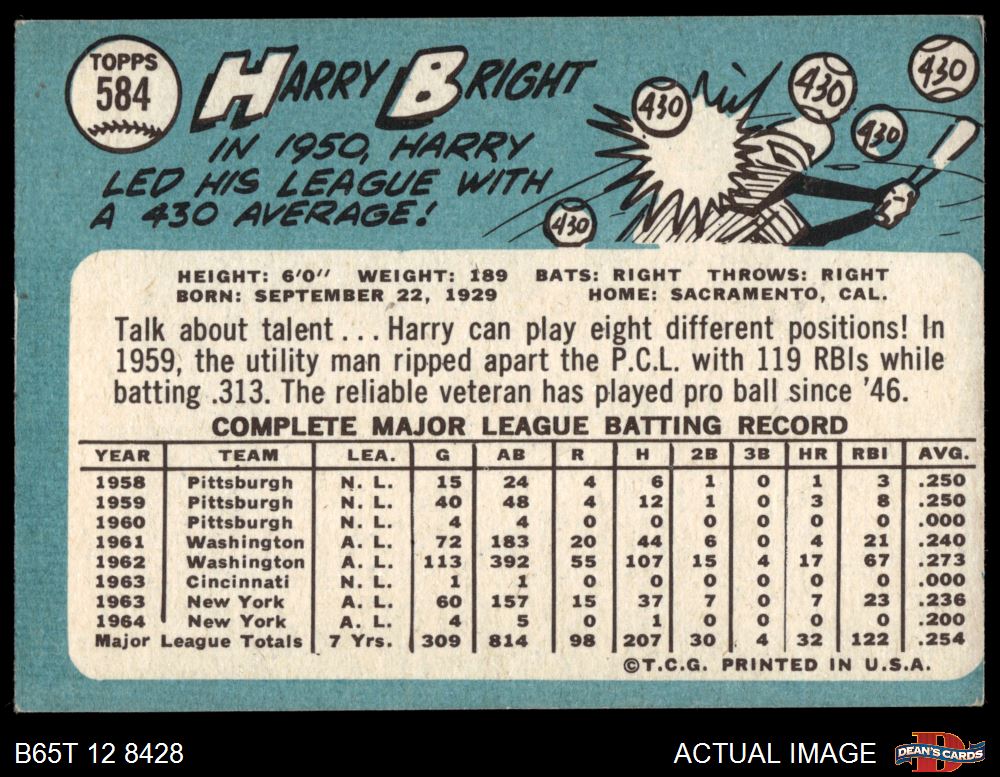 TOPPS
584
HARRY BRIGHT
IN 1950, HARRY
LED HIS LEAGUE WITH
A 430 AVERAGE!
430
430
430
430
430
HEIGHT: 6'0" WEIGHT: 189 BATS: RIGHT THROWS: RIGHT
BORN: SEPTEMBER 22, 1929 HOME: SACRAMENTO, CAL.
Talk about talent . . . Harry can play eight different positions! In
1959, the utility man ripped apart the P.C.L. with 119 RBIs while
batting .313. The reliable veteran has played pro ball since '46.
COMPLETE MAJOR LEAGUE BATTING RECORD
YEAR TEAM LEA. G AB R H 2B 3B HR RBI AVG.
1958 Pittsburgh N. L. 15 24 4 6 1 0 1 3 .250
1959 Pittsburgh N. L. 40 48 4 12 1 0 3 8 .250
1960 Pittsburgh N. L. 4 4 0 0 0 0 0 0 .000
1961 Washington A. L. 72 183 20 44 6 0 4 21 .240
1962 Washington A. L. 113 392 55 107 15 4 17 67 .273
1963 Cincinnati N. L. 1 1 0 0 0 0 0 0 .000
1963 New York A. L. 60 157 15 37 7 0 7 23 .236
1964 New York A. L. 4 5 0 1 0 0 0 0 .200
Major League Totals 7 Yrs. 309 814 98 207 30 4 32 122 .254
©T.C.G. PRINTED IN U.S.A.
B65T 12 8428
ACTUAL IMAGE
D
DEAN'S CARDS